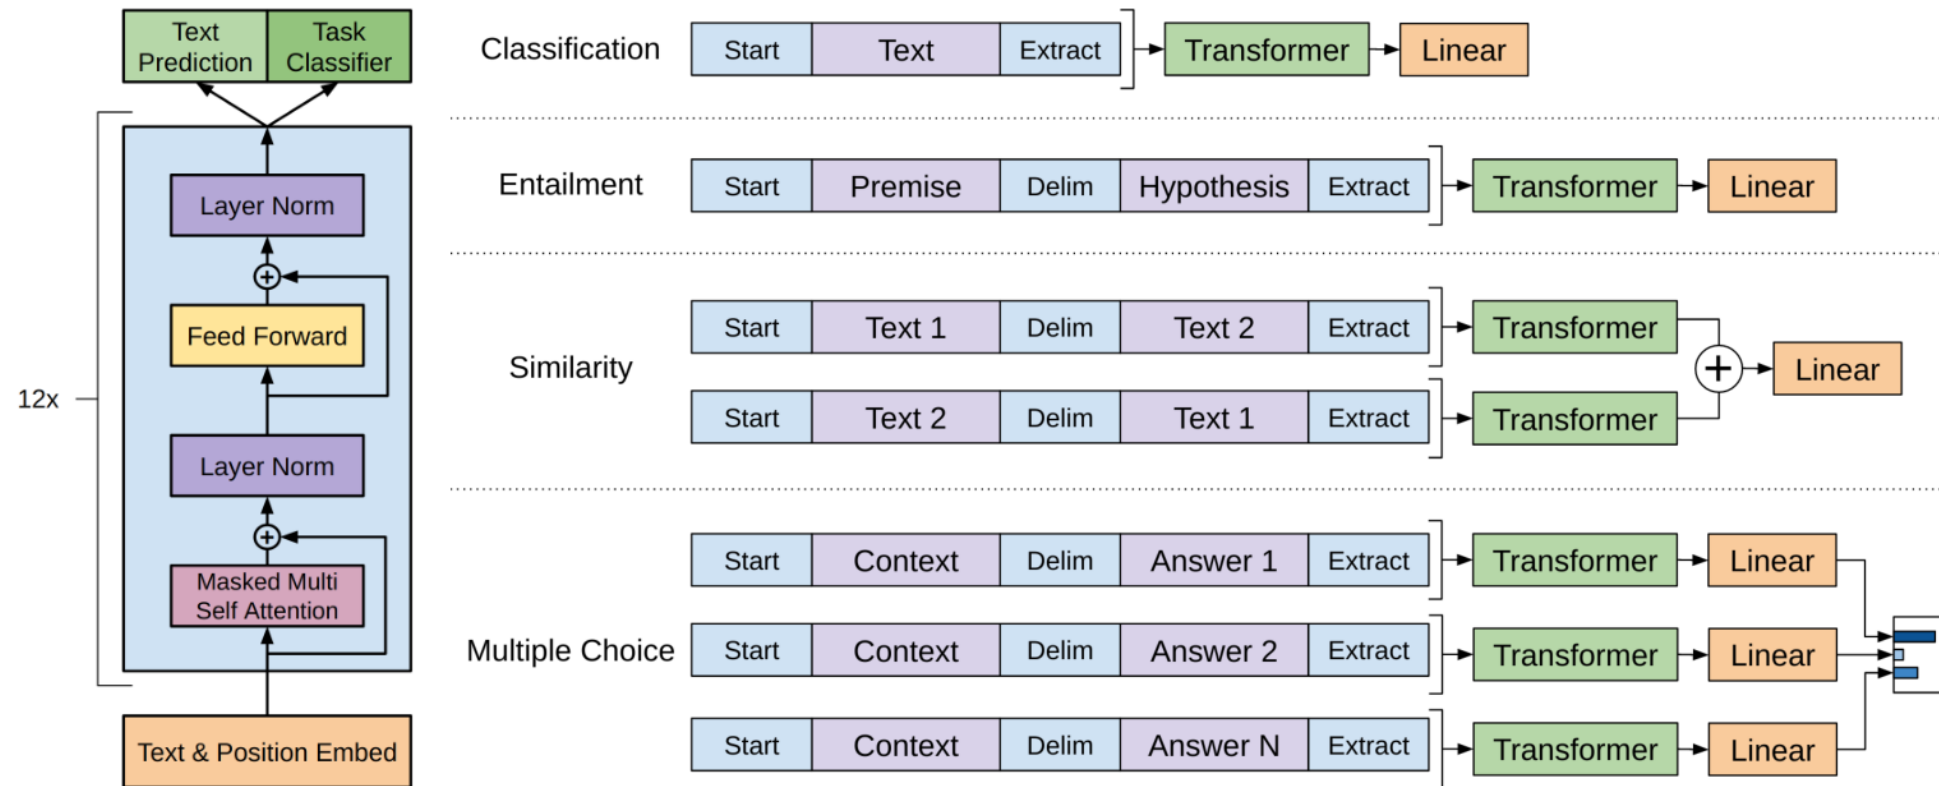 Text
Prediction
Task
Classifier
12x
Layer Norm
+
Feed Forward
Layer Norm
+
Masked Multi
Self Attention
Text & Position Embed
Classification
Start Text Extract Transformer Linear
Entailment
Start Premise Delim Hypothesis Extract Transformer Linear
Similarity
Start Text 1 Delim Text 2 Extract Transformer
+ Linear
Start Text 2 Delim Text 1 Extract Transformer
Multiple Choice
Start Context Delim Answer 1 Extract Transformer Linear
Start Context Delim Answer 2 Extract Transformer Linear
Start Context Delim Answer N Extract Transformer Linear